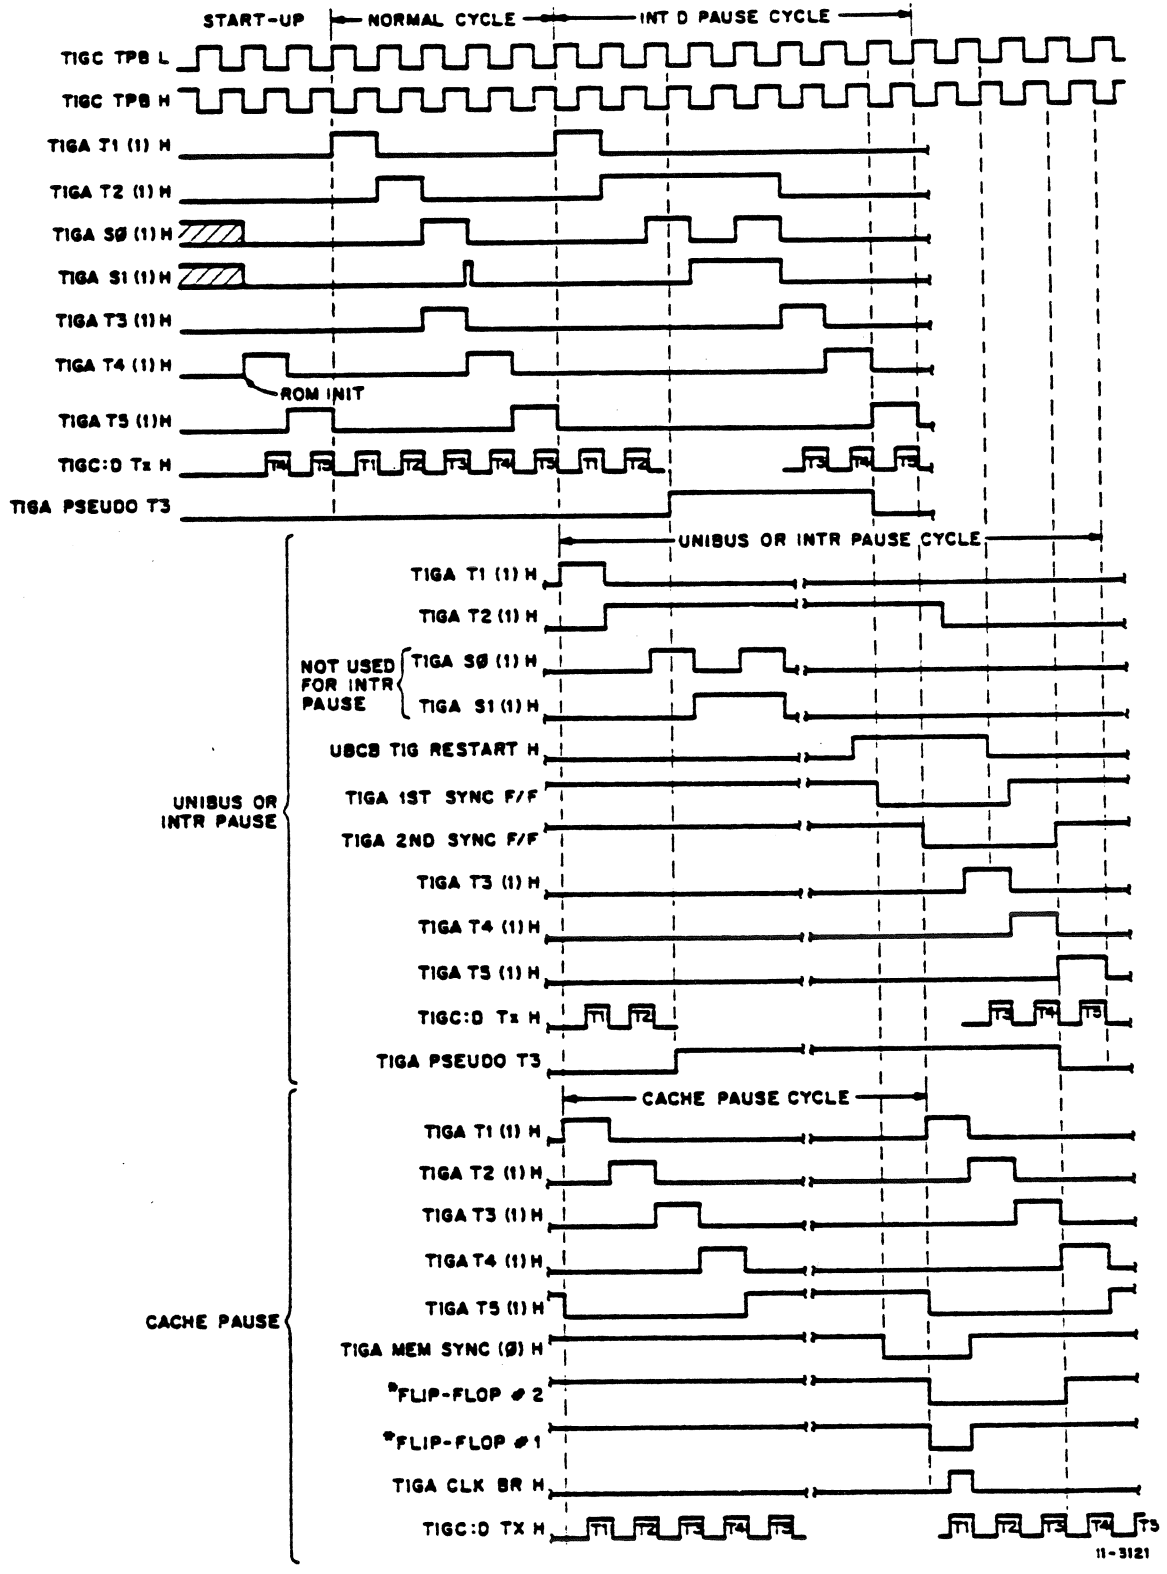 START-UP NORMAL CYCLE INT D PAUSE CYCLE
TIGC TPB L
TIGC TPB H
TIGA T1 (1) H
TIGA T2 (1) H
TIGA SØ (1) H
TIGA S1 (1) H
TIGA T3 (1) H
TIGA T4 (1) H
ROM INIT
TIGA T5 (1) H
TIGC:D Tx H T4 T5 T1 T2 T3 T4 T5 T1 T2 T3 T4 T5
TIGA PSEUDO T3
UNIBUS OR INTR PAUSE CYCLE
TIGA T1 (1) H
TIGA T2 (1) H
NOT USED
FOR INTR
PAUSE
TIGA SØ (1) H
TIGA S1 (1) H
UBCB TIG RESTART H
TIGA 1ST SYNC F/F
UNIBUS OR
INTR PAUSE
TIGA 2ND SYNC F/F
TIGA T3 (1) H
TIGA T4 (1) H
TIGA T5 (1) H
TIGC:D Tx H T1 T2 T3 T4 T5
TIGA PSEUDO T3
CACHE PAUSE CYCLE
TIGA T1 (1) H
TIGA T2 (1) H
TIGA T3 (1) H
TIGA T4 (1) H
TIGA T5 (1) H
CACHE PAUSE
TIGA MEM SYNC (Ø) H
*FLIP-FLOP # 2
*FLIP-FLOP # 1
TIGA CLK BR H
TIGC:D TX H T1 T2 T3 T4 T5 T1 T2 T3 T4 T5
11-3121